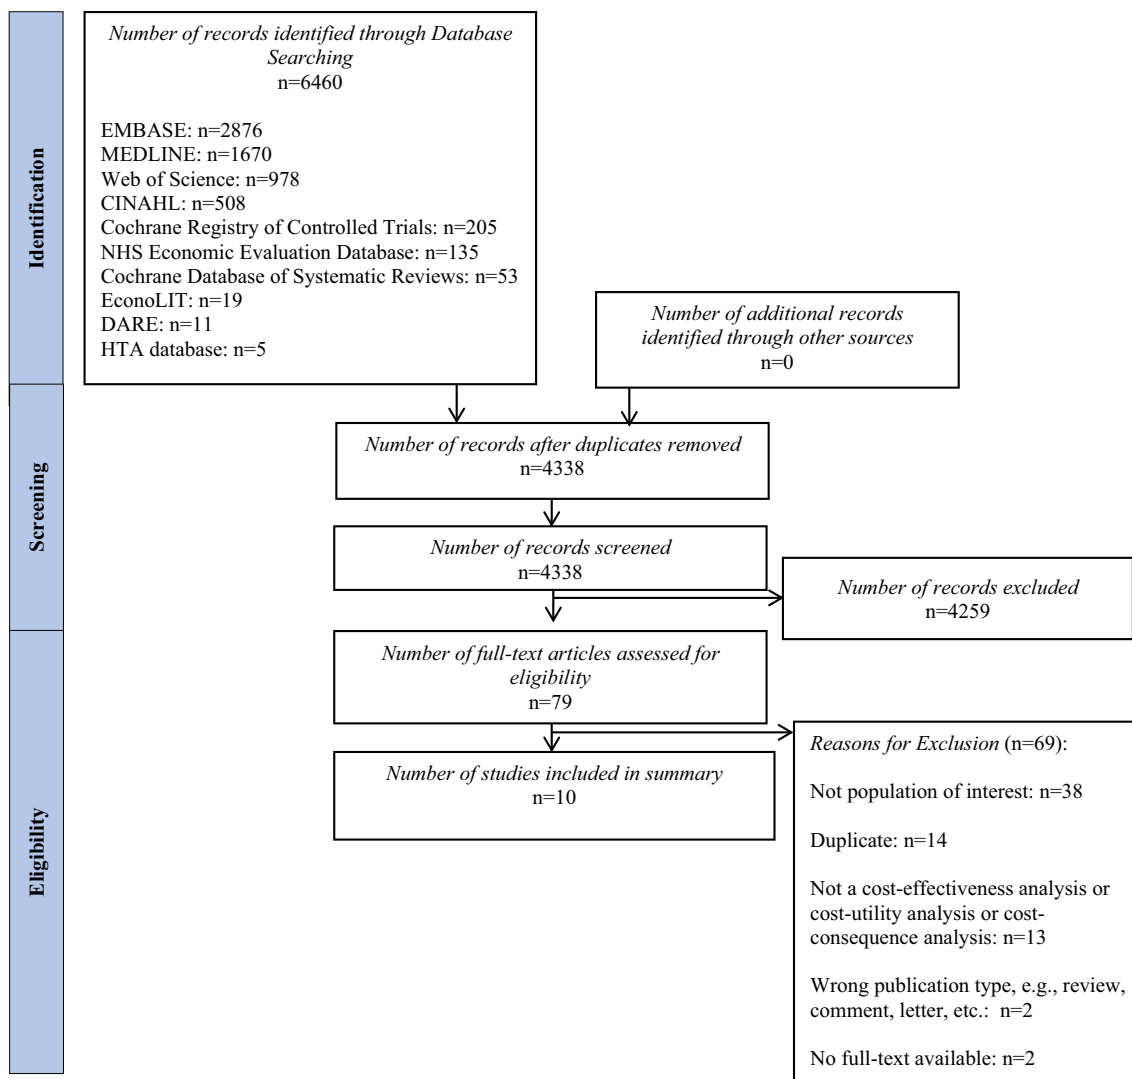 Identification
Number of records identified through Database
Searching
n=6460
EMBASE: n=2876
MEDLINE: n=1670
Web of Science: n=978
CINAHL: n=508
Cochrane Registry of Controlled Trials: n=205
NHS Economic Evaluation Database: n=135
Cochrane Database of Systematic Reviews: n=53
EconoLIT: n=19
DARE: n=11
HTA database: n=5
Number of additional records
identified through other sources
n=0
Screening
Number of records after duplicates removed
n=4338
Number of records screened
n=4338
Number of records excluded
n=4259
Eligibility
Number of full-text articles assessed for
eligibility
n=79
Reasons for Exclusion (n=69):
Not population of interest: n=38
Duplicate: n=14
Not a cost-effectiveness analysis or
cost-utility analysis or cost-
consequence analysis: n=13
Wrong publication type, e.g., review,
comment, letter, etc.: n=2
No full-text available: n=2
Number of studies included in summary
n=10